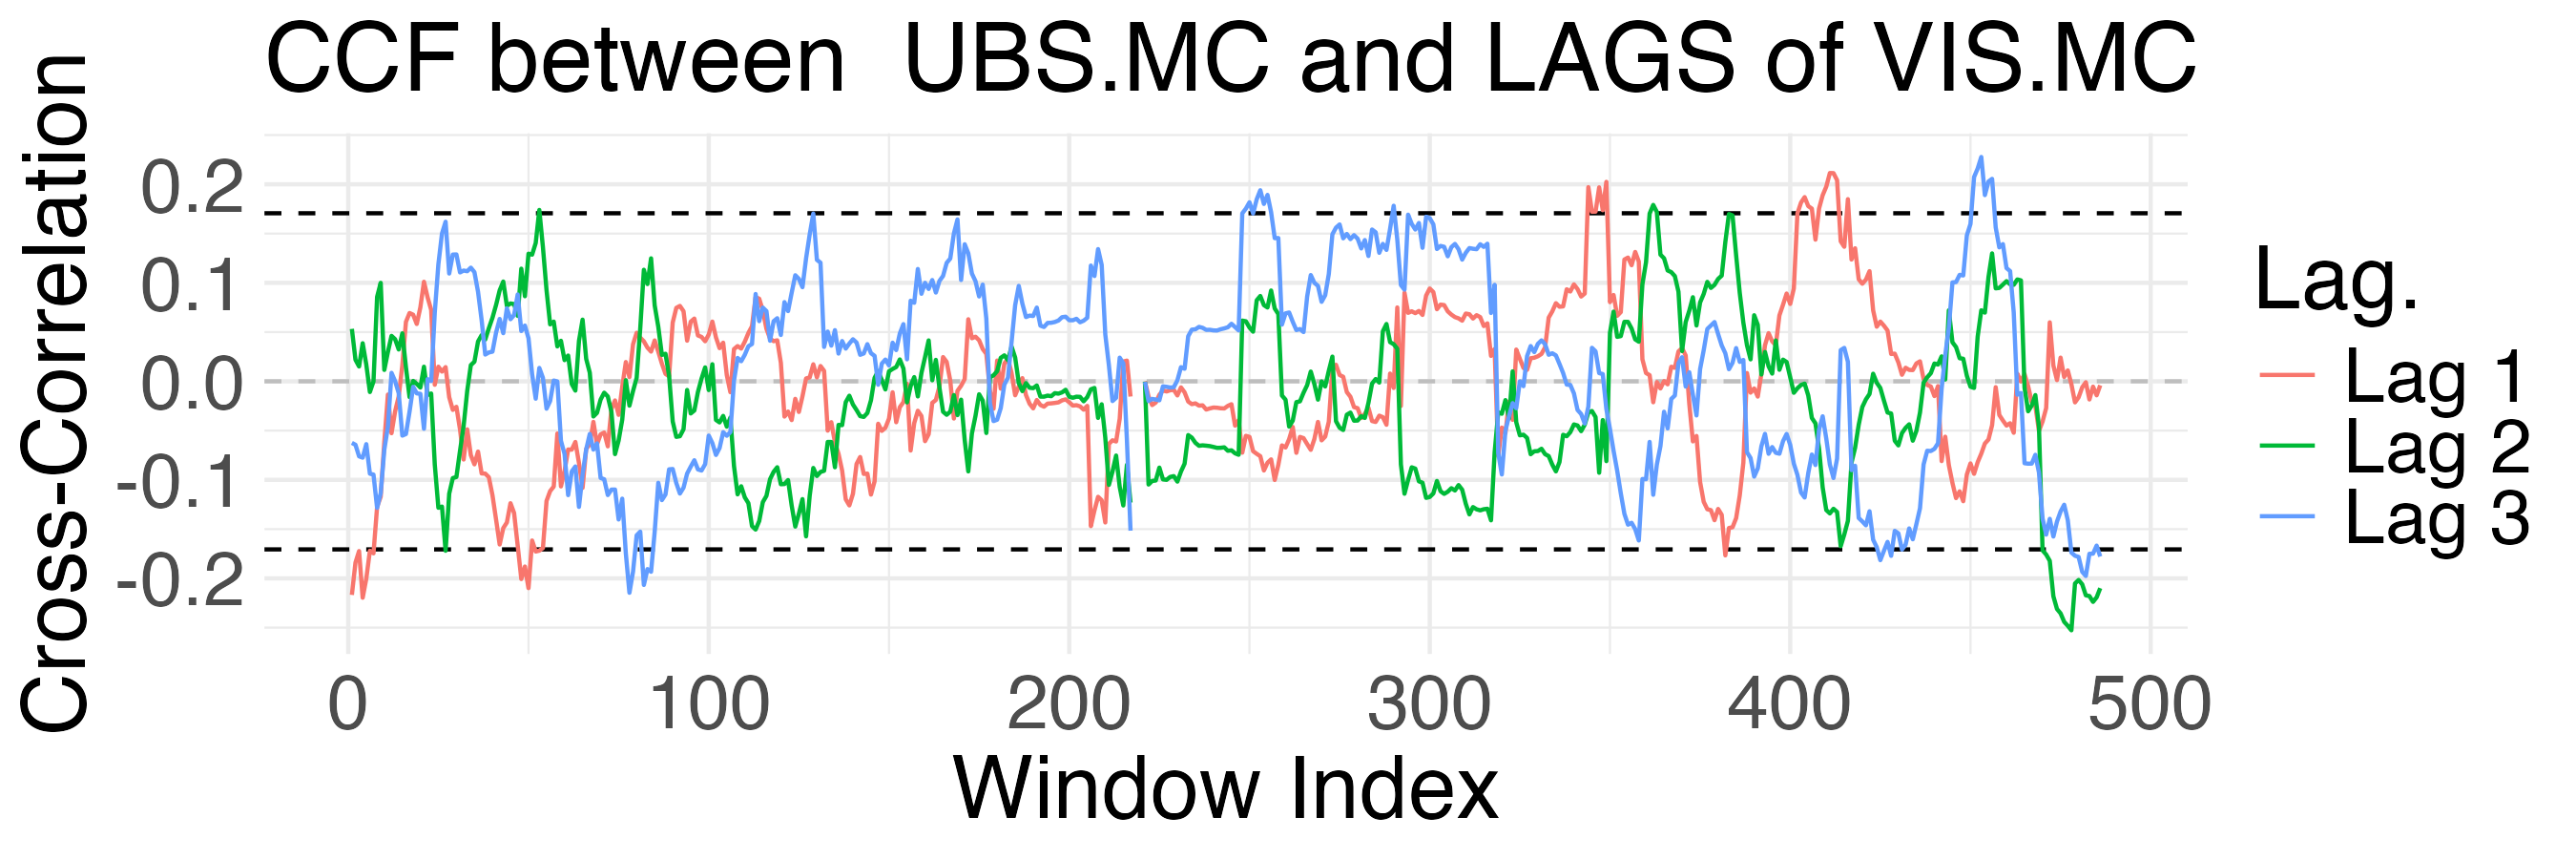 CCF between  UBS.MC and LAGS of VIS.MC
Cross-Correlation
0.2
0.1
0.0
-0.1
-0.2
0 100 200 300 400 500
Window Index
Lag.
Lag 1
Lag 2
Lag 3